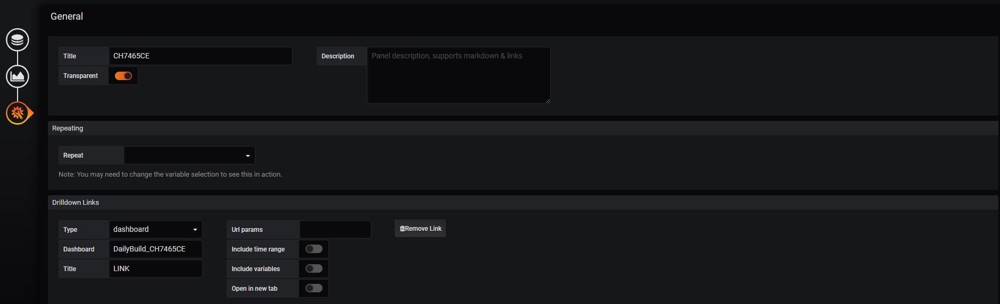 General
Title
CH7465CE
Description
Panel description, supports markdown & links
Transparent
Repeating
Repeat
Note: You may need to change the variable selection to see this in action.
Drilldown Links
Type
dashboard
Url params
Remove Link
Dashboard
DailyBuild_CH7465CE
Include time range
Title
LINK
Include variables
Open in new tab